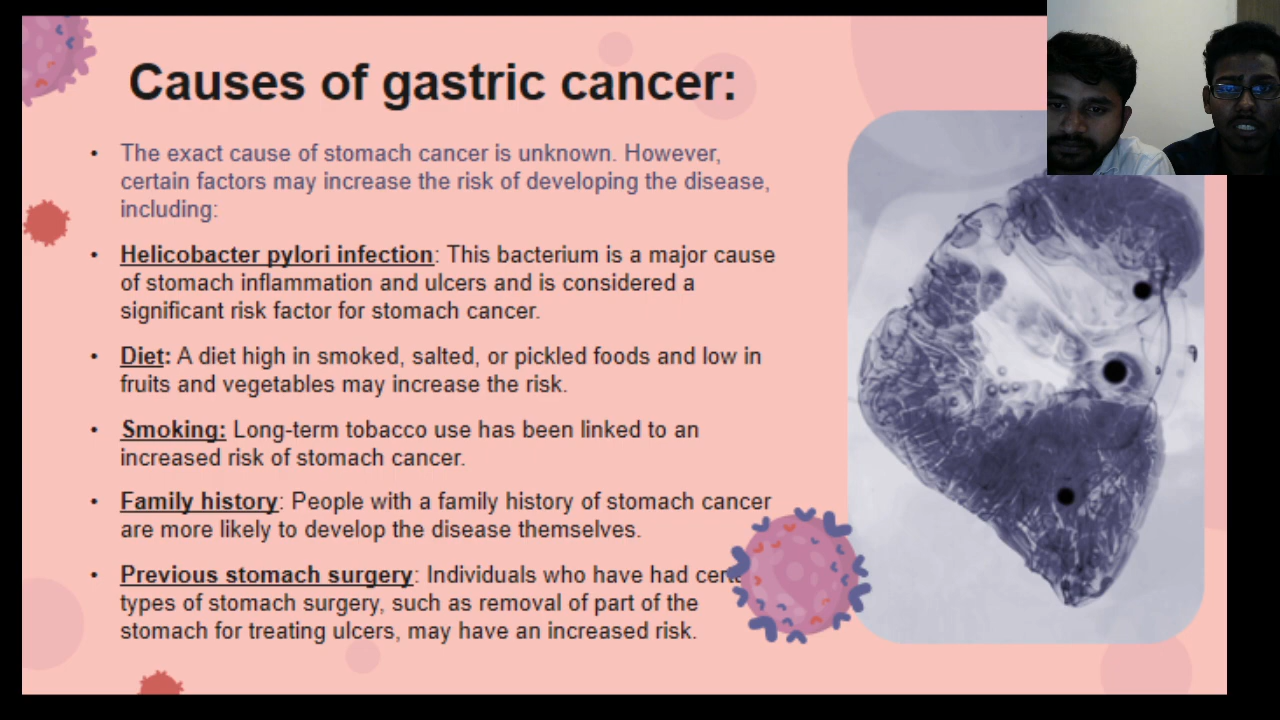 Causes of gastric cancer:
• The exact cause of stomach cancer is unknown. However,
certain factors may increase the risk of developing the disease,
including:
• Helicobacter pylori infection: This bacterium is a major cause
of stomach inflammation and ulcers and is considered a
significant risk factor for stomach cancer.
• Diet: A diet high in smoked, salted, or pickled foods and low in
fruits and vegetables may increase the risk.
• Smoking: Long-term tobacco use has been linked to an
increased risk of stomach cancer.
• Family history: People with a family history of stomach cancer
are more likely to develop the disease themselves.
• Previous stomach surgery: Individuals who have had
types of stomach surgery, such as removal of part of the
stomach for treating ulcers, may have an increased risk.